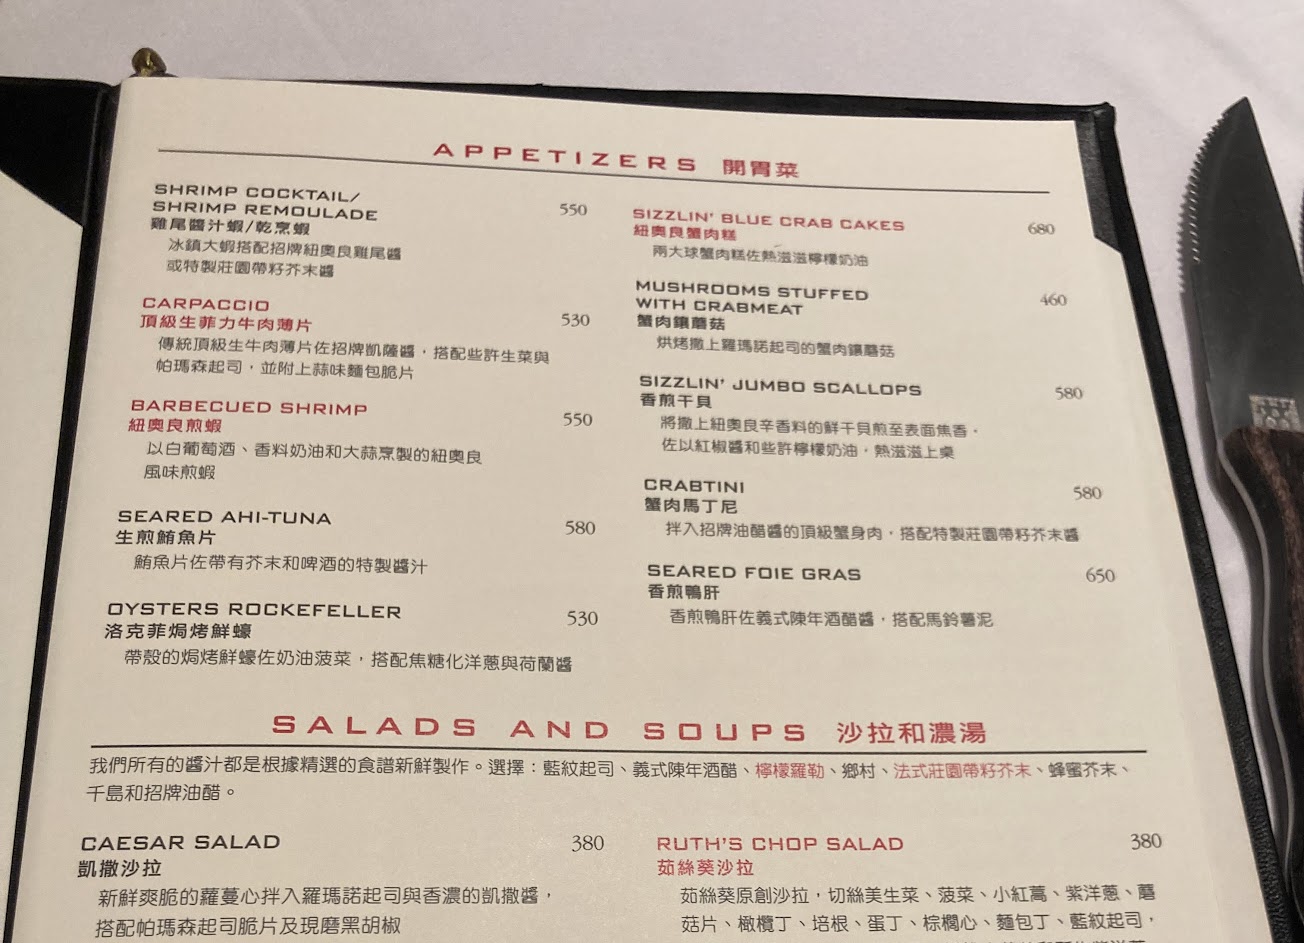 APPETIZERS 開胃菜
SHRIMP COCKTAIL/
SHRIMP REMOULADE 550
雞尾醬汁蝦/乾烹蝦
冰鎮大蝦搭配招牌紐奧良雞尾醬
或特製莊園帶籽芥末醬
CARPACCIO
頂級生菲力牛肉薄片 530
傳統頂級生牛肉薄片佐招牌凱薩醬，搭配些許生菜與
帕瑪森起司，並附上蒜味麵包脆片
BARBECUED SHRIMP
紐奧良煎蝦 550
以白葡萄酒、香料奶油和大蒜烹製的紐奧良
風味煎蝦
SEARED AHI-TUNA 580
生煎鮪魚片
鮪魚片佐帶有芥末和啤酒的特製醬汁
OYSTERS ROCKEFELLER 530
洛克菲焗烤鮮蠔
帶殼的焗烤鮮蠔佐奶油菠菜，搭配焦糖化洋蔥與荷蘭醬
SIZZLIN' BLUE CRAB CAKES 680
紐奧良蟹肉糕
兩大球蟹肉糕佐熱滋滋檸檬奶油
MUSHROOMS STUFFED 460
WITH CRABMEAT
蟹肉鑲蘑菇
烘烤撒上羅瑪諾起司的蟹肉鑲蘑菇
SIZZLIN' JUMBO SCALLOPS 580
香煎干貝
將撒上紐奧良辛香料的鮮干貝煎至表面焦香，
佐以紅椒醬和些許檸檬奶油，熱滋滋上桌
CRABTINI 580
蟹肉馬丁尼
拌入招牌油醋醬的頂級蟹身肉，搭配特製莊園帶籽芥末醬
SEARED FOIE GRAS 650
香煎鴨肝
香煎鴨肝佐義式陳年酒醋醬，搭配馬鈴薯泥
SALADS AND SOUPS 沙拉和濃湯
我們所有的醬汁都是根據精選的食譜新鮮製作。選擇：藍紋起司、義式陳年酒醋、檸檬羅勒、鄉村、法式莊園帶籽芥末、蜂蜜芥末、
千島和招牌油醋。
CAESAR SALAD 380
凱撒沙拉
新鮮爽脆的蘿蔓心拌入羅瑪諾起司與香濃的凱撒醬，
搭配帕瑪森起司脆片及現磨黑胡椒
RUTH'S CHOP SALAD 380
茹絲葵沙拉
茹絲葵原創沙拉，切絲美生菜、菠菜、小紅萵、紫洋蔥、蘑
菇片、橄欖丁、培根、蛋丁、棕櫚心、麵包丁、藍紋起司，